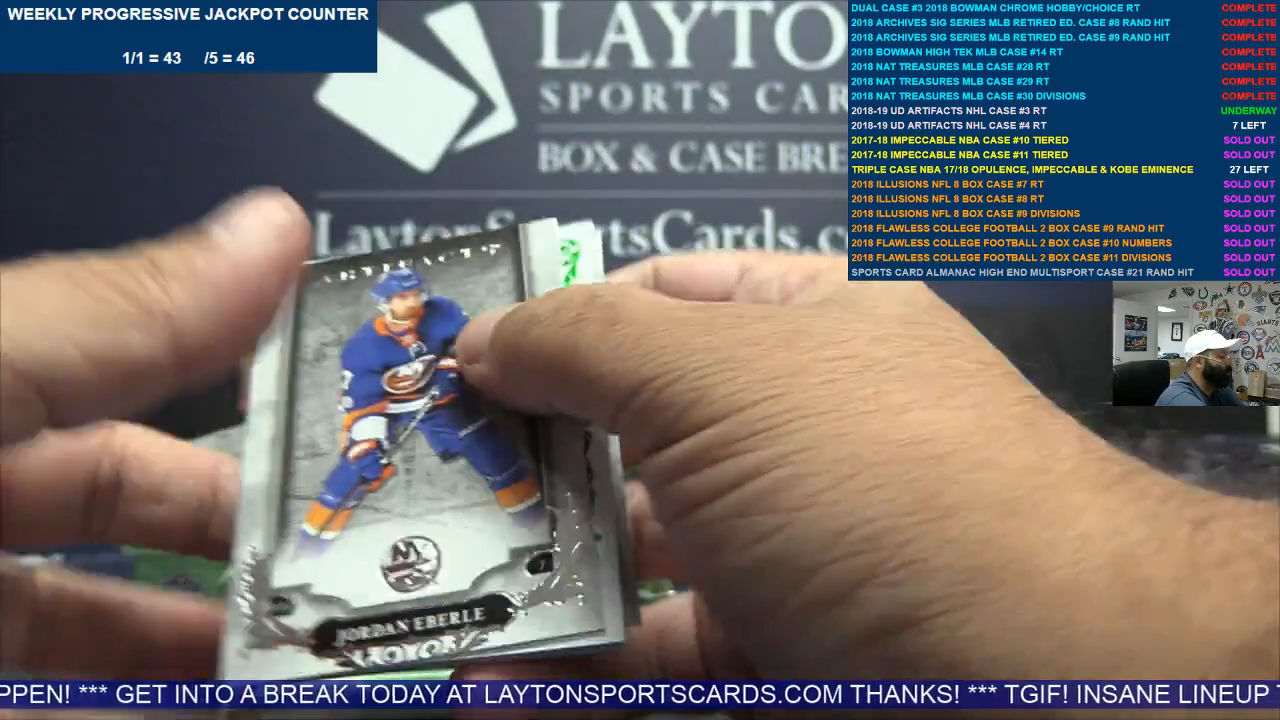 WEEKLY PROGRESSIVE JACKPOT COUNTER
1/1 = 43 /5 = 46
DUAL CASE #3 2018 BOWMAN CHROME HOBBY/CHOICE RT COMPLETE
2018 ARCHIVES SIG SERIES MLB RETIRED ED. CASE #8 RAND HIT COMPLETE
2018 ARCHIVES SIG SERIES MLB RETIRED ED. CASE #9 RAND HIT COMPLETE
2018 BOWMAN HIGH TEK MLB CASE #14 RT COMPLETE
2018 NAT TREASURES MLB CASE #28 RT COMPLETE
2018 NAT TREASURES MLB CASE #29 RT COMPLETE
2018 NAT TREASURES MLB CASE #30 DIVISIONS COMPLETE
2018-19 UD ARTIFACTS NHL CASE #3 RT UNDERWAY
2018-19 UD ARTIFACTS NHL CASE #4 RT 7 LEFT
2017-18 IMPECCABLE NBA CASE #10 TIERED SOLD OUT
2017-18 IMPECCABLE NBA CASE #11 TIERED SOLD OUT
TRIPLE CASE NBA 17/18 OPULENCE, IMPECCABLE & KOBE EMINENCE 27 LEFT
2018 ILLUSIONS NFL 8 BOX CASE #7 RT SOLD OUT
2018 ILLUSIONS NFL 8 BOX CASE #8 RT SOLD OUT
2018 ILLUSIONS NFL 8 BOX CASE #9 DIVISIONS SOLD OUT
2018 FLAWLESS COLLEGE FOOTBALL 2 BOX CASE #9 RAND HIT SOLD OUT
2018 FLAWLESS COLLEGE FOOTBALL 2 BOX CASE #10 NUMBERS SOLD OUT
2018 FLAWLESS COLLEGE FOOTBALL 2 BOX CASE #11 DIVISIONS SOLD OUT
SPORTS CARD ALMANAC HIGH END MULTISPORT CASE #21 RAND HIT SOLD OUT
LAYTON
SPORTS CAR
BOX & CASE BRE
LaytonSportsCards.co
ARTIFACTS
JORDAN EBERLE
PPEN! *** GET INTO A BREAK TODAY AT LAYTONSPORTSCARDS.COM THANKS! *** TGIF! INSANE LINEUP